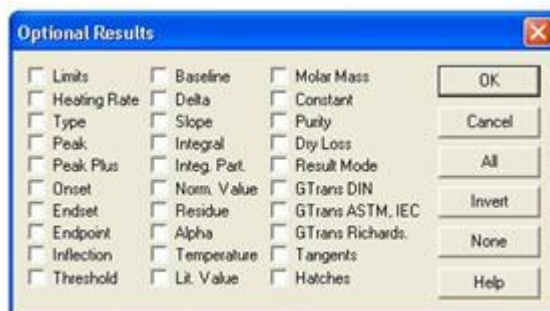 Optional Results
Limits
Heating Rate
Type
Peak
Peak Plus
Onset
Endset
Endpoint
Inflection
Threshold
Baseline
Delta
Slope
Integral
Integ. Part.
Norm. Value
Residue
Alpha
Temperature
Lit. Value
Molar Mass
Constant
Purity
Dry Loss
Result Mode
GTrans DIN
GTrans ASTM, IEC
GTrans Richards.
Tangents
Hatches
OK
Cancel
All
Invert
None
Help